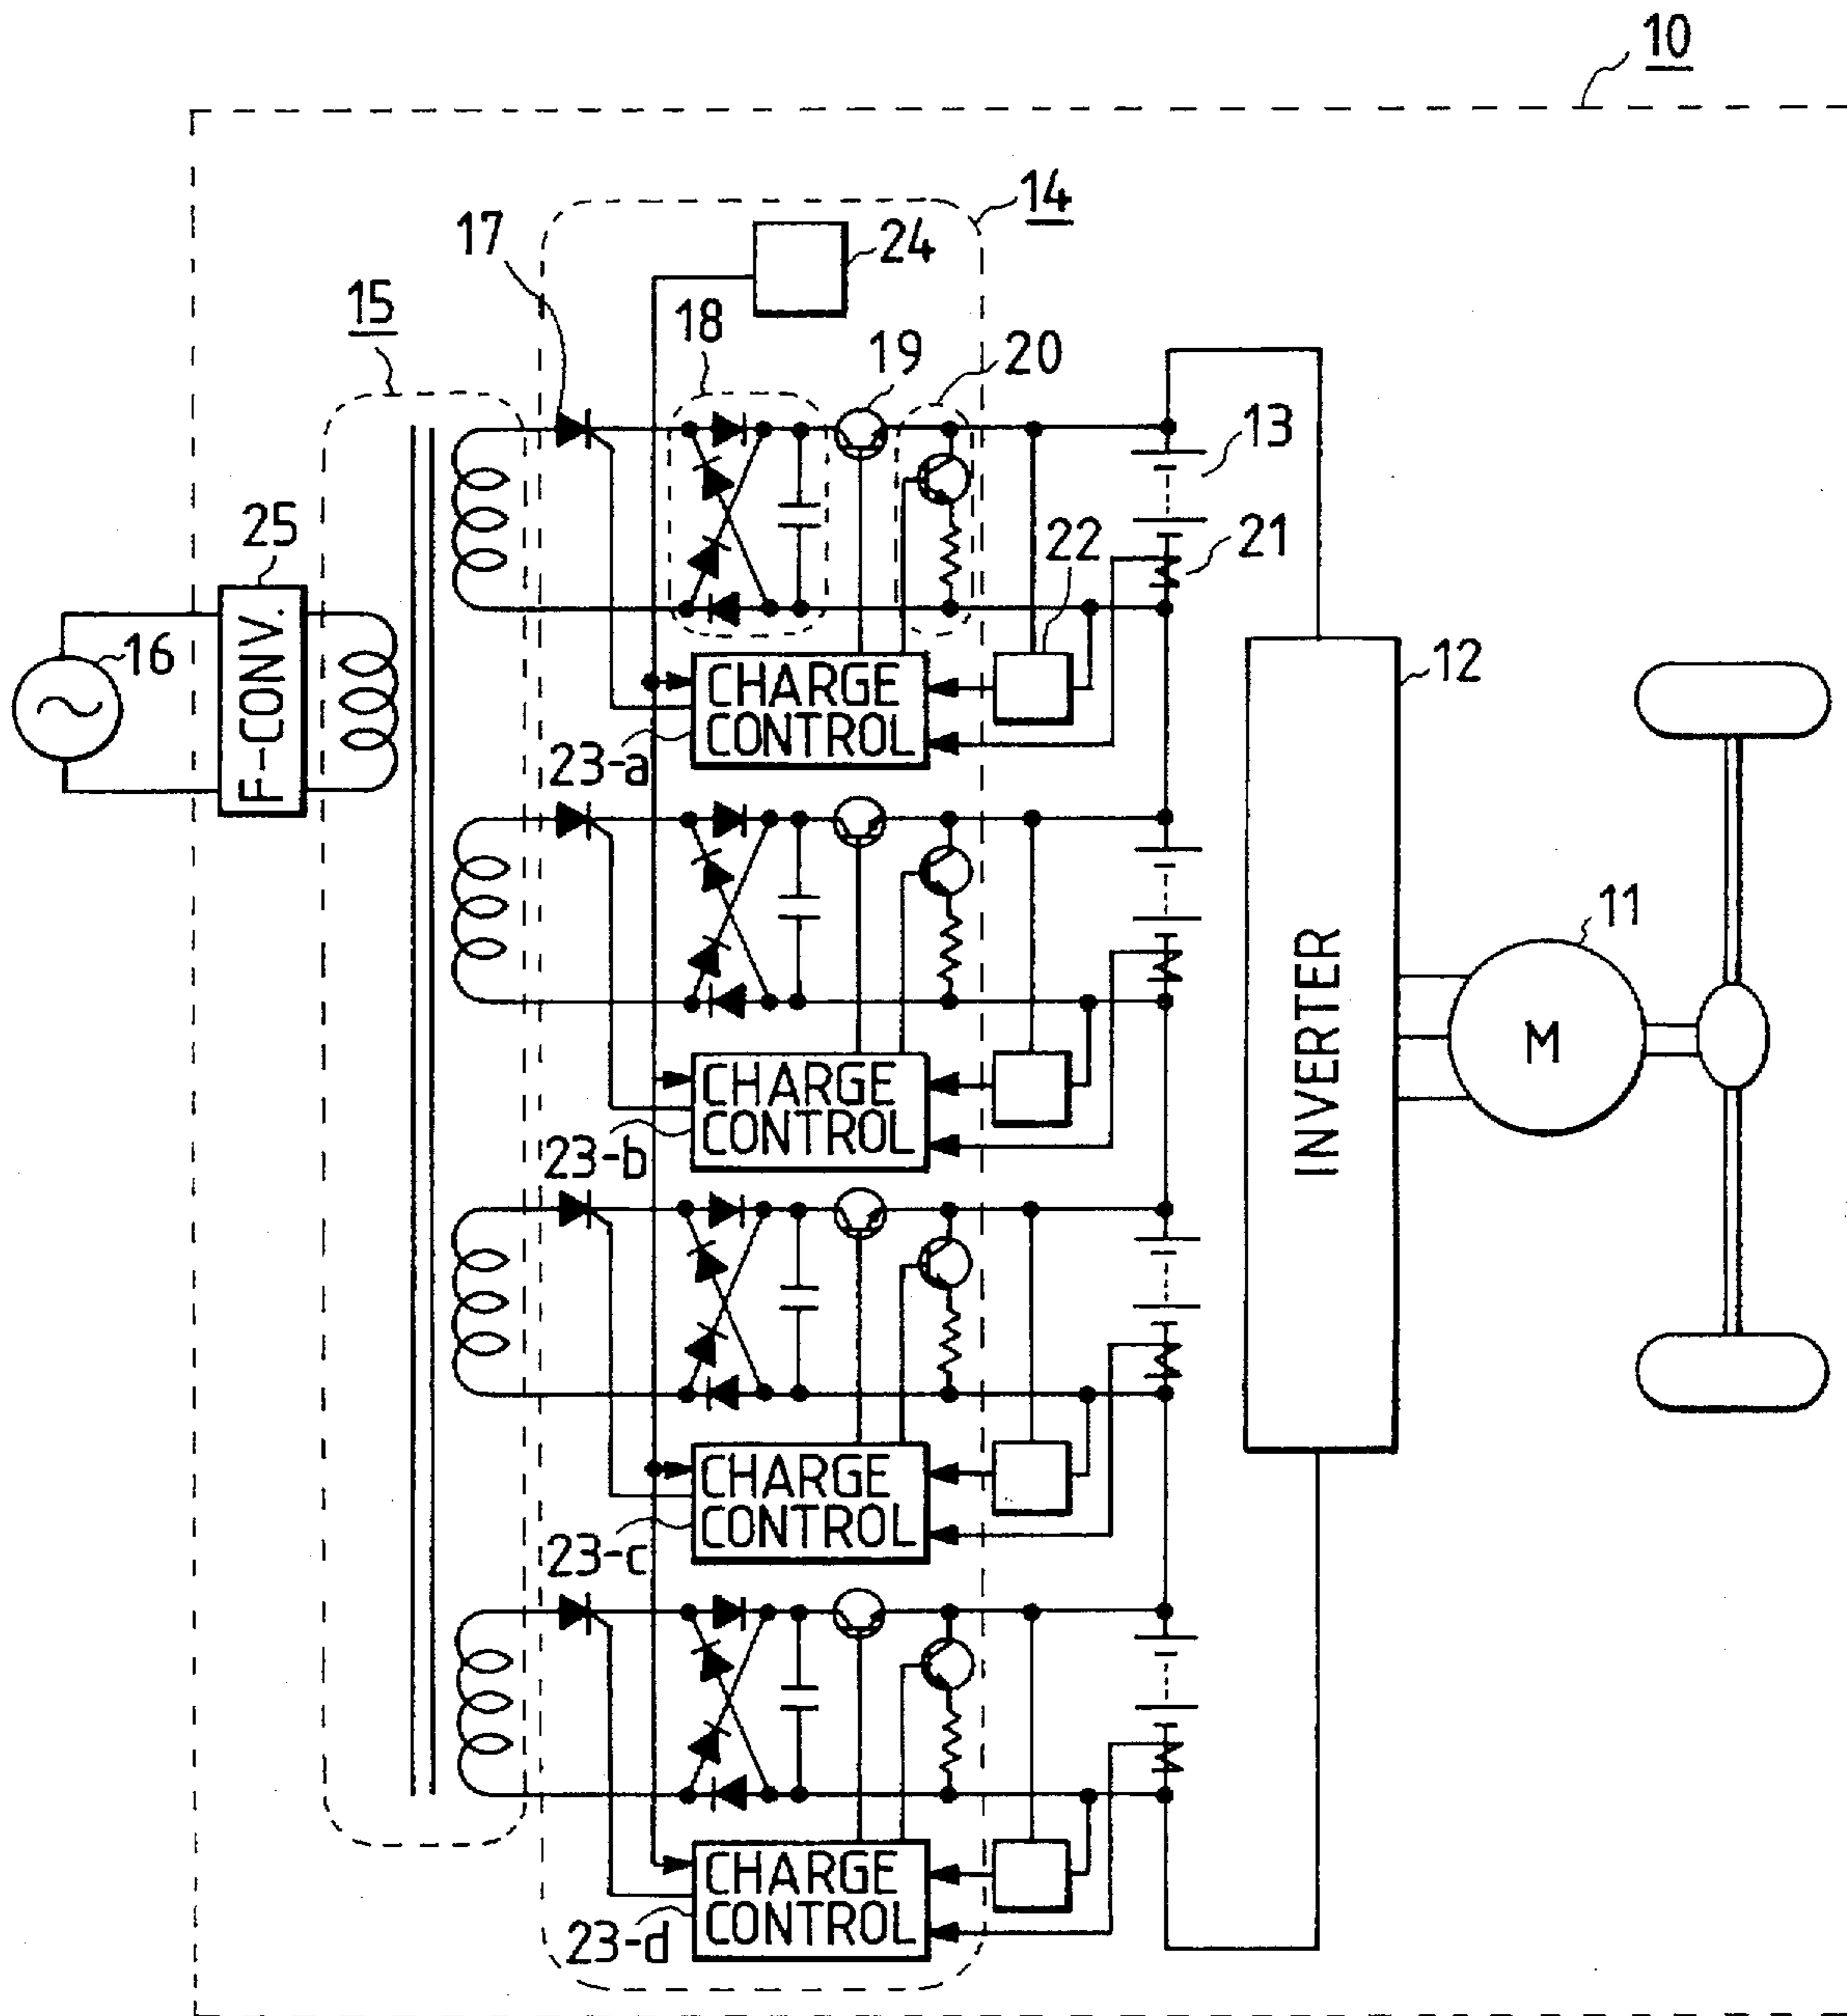 10
14
17
24
15
18
19
20
13
25
22
21
16
F-CONV.
12
CHARGE
CONTROL
23-a
11
INVERTER
M
CHARGE
CONTROL
23-b
CHARGE
CONTROL
23-c
CHARGE
CONTROL
23-d